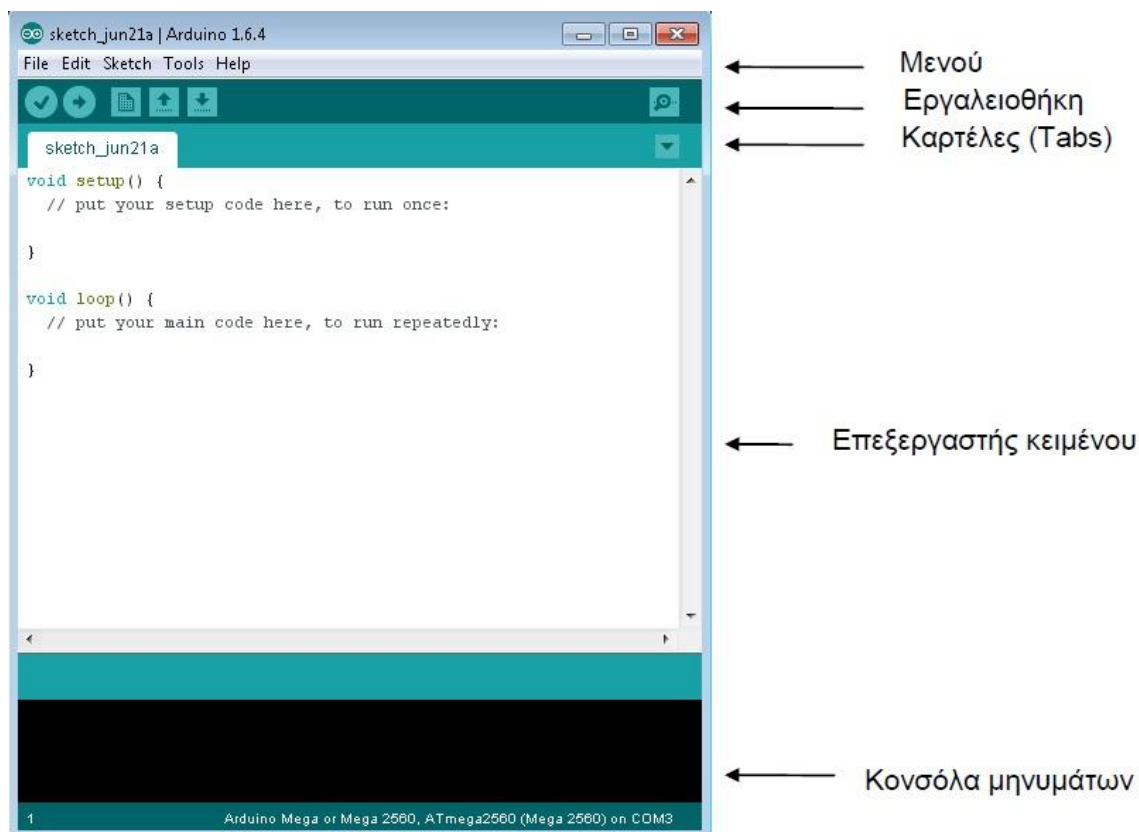 sketch_jun21a | Arduino 1.6.4
File Edit Sketch Tools Help
Μενού
Εργαλειοθήκη
sketch_jun21a
Καρτέλες (Tabs)
void setup() {
  // put your setup code here, to run once:
}
void loop() {
  // put your main code here, to run repeatedly:
}
Επεξεργαστής κειμένου
Κονσόλα μηνυμάτων
1 Arduino Mega or Mega 2560, ATmega2560 (Mega 2560) on COM3